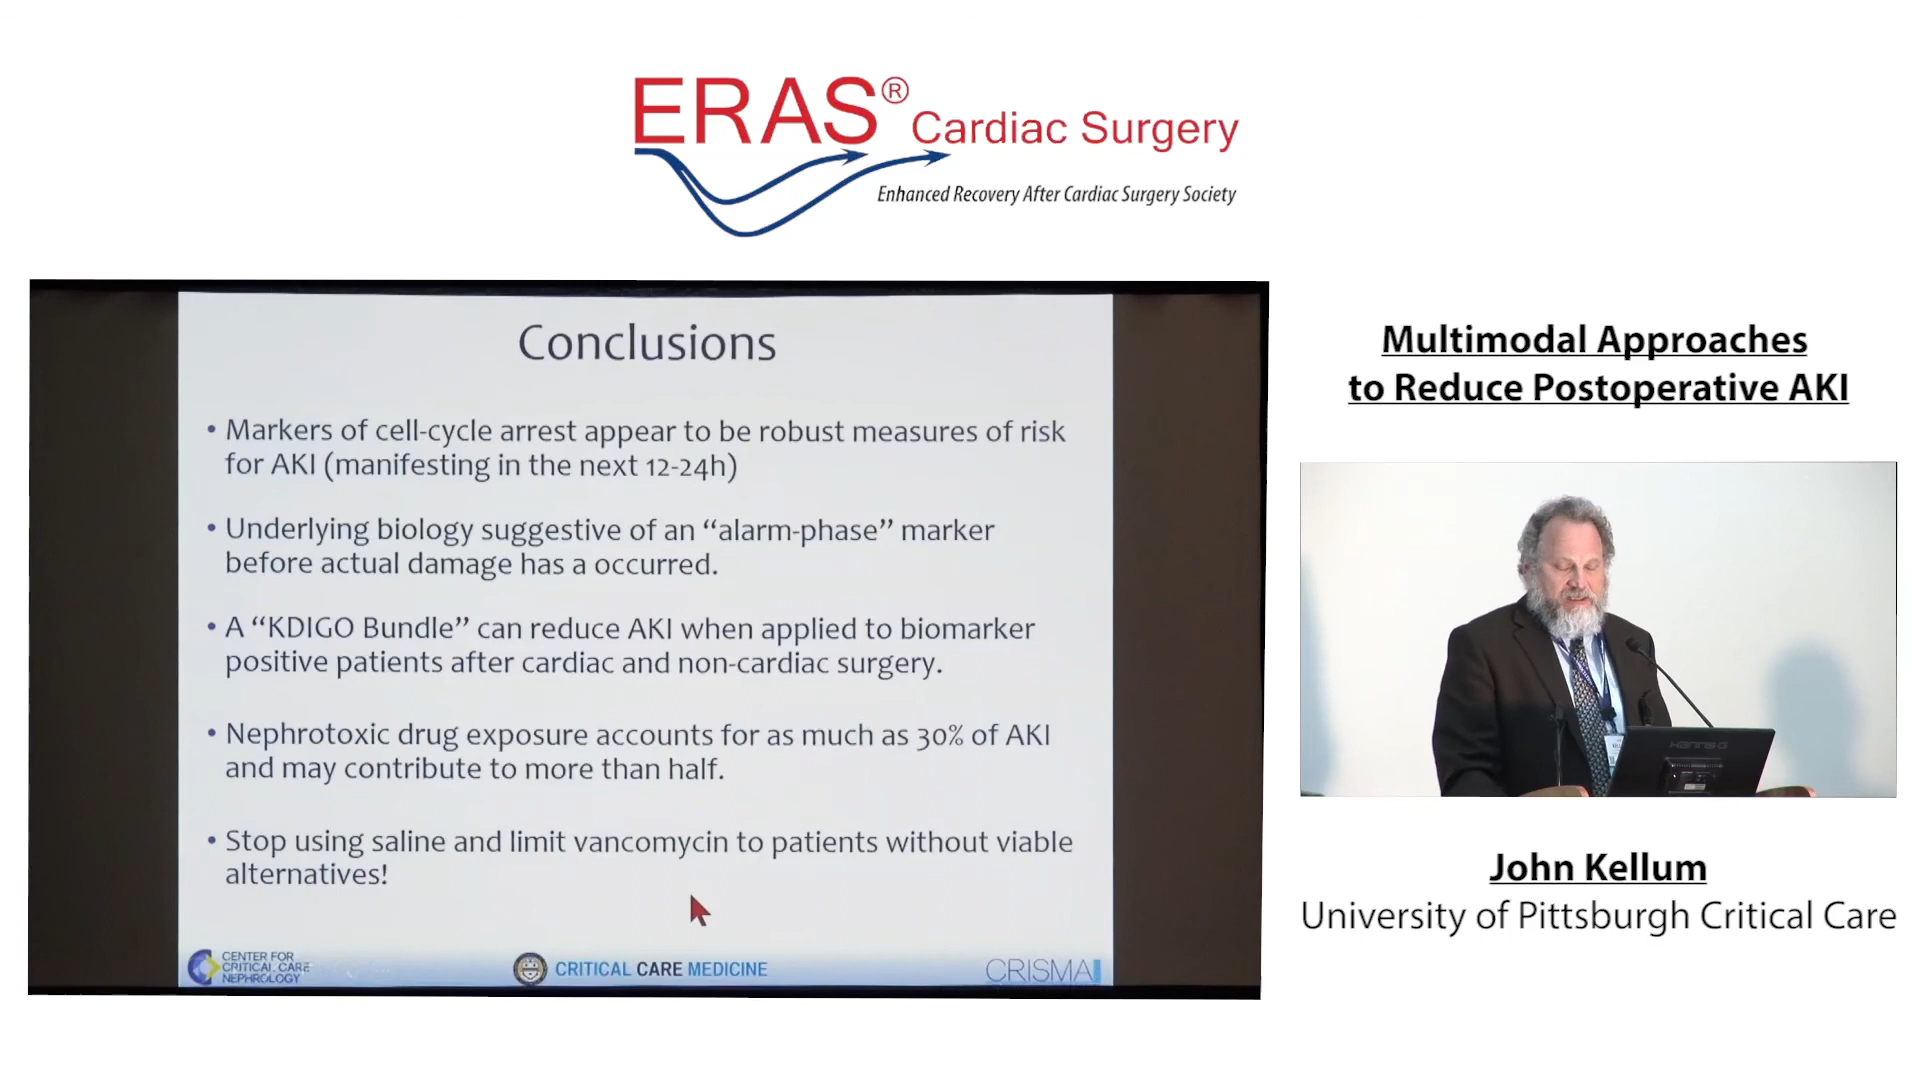 ERAS® Cardiac Surgery
Enhanced Recovery After Cardiac Surgery Society
Conclusions
• Markers of cell-cycle arrest appear to be robust measures of risk
for AKI (manifesting in the next 12-24h)
• Underlying biology suggestive of an “alarm-phase” marker
before actual damage has a occurred.
• A “KDIGO Bundle” can reduce AKI when applied to biomarker
positive patients after cardiac and non-cardiac surgery.
• Nephrotoxic drug exposure accounts for as much as 30% of AKI
and may contribute to more than half.
• Stop using saline and limit vancomycin to patients without viable
alternatives!
CENTER FOR
CRITICAL CARE
NEPHROLOGY
CRITICAL CARE MEDICINE
CRISMA
Multimodal Approaches
to Reduce Postoperative AKI
HANNS-G
John Kellum
University of Pittsburgh Critical Care